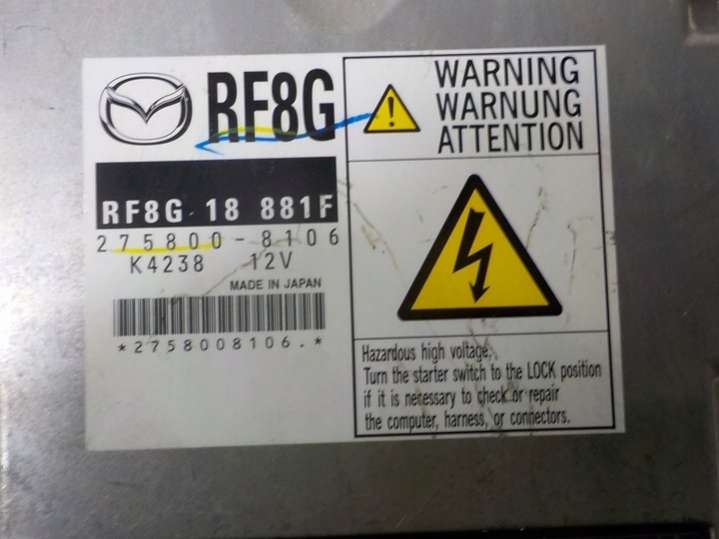 RF8G
RF8G 18 881F
275800-8106
K4238 12V
MADE IN JAPAN
*2758008106.*
WARNING
WARNUNG
ATTENTION
Hazardous high voltage.
Turn the starter switch to the LOCK position
if it is necessary to check or repair
the computer, harness, or connectors.